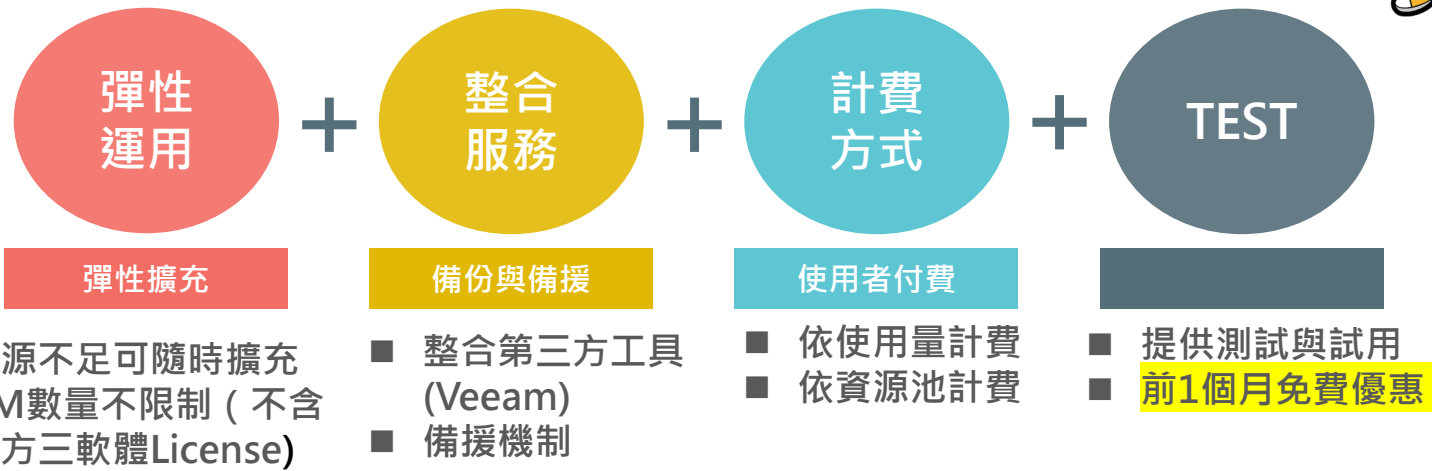 彈性
運用
+
整合
服務
+
計費
方式
+
TEST
彈性擴充
備份與備援
使用者付費
源不足可隨時擴充
M數量不限制（不含
方三軟體License)
■ 整合第三方工具
(Veeam)
■ 備援機制
■ 依使用量計費
■ 依資源池計費
■ 提供測試與試用
■ 前1個月免費優惠